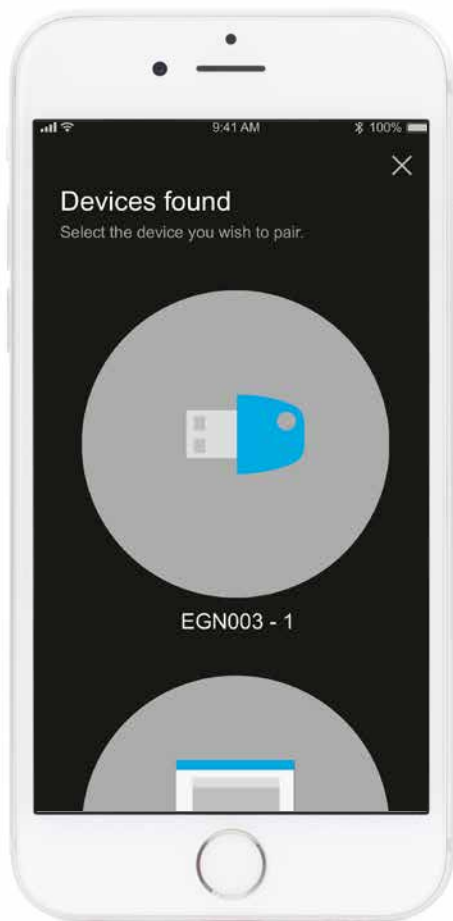 9:41 AM
100%
Devices found
Select the device you wish to pair.
EGN003 - 1